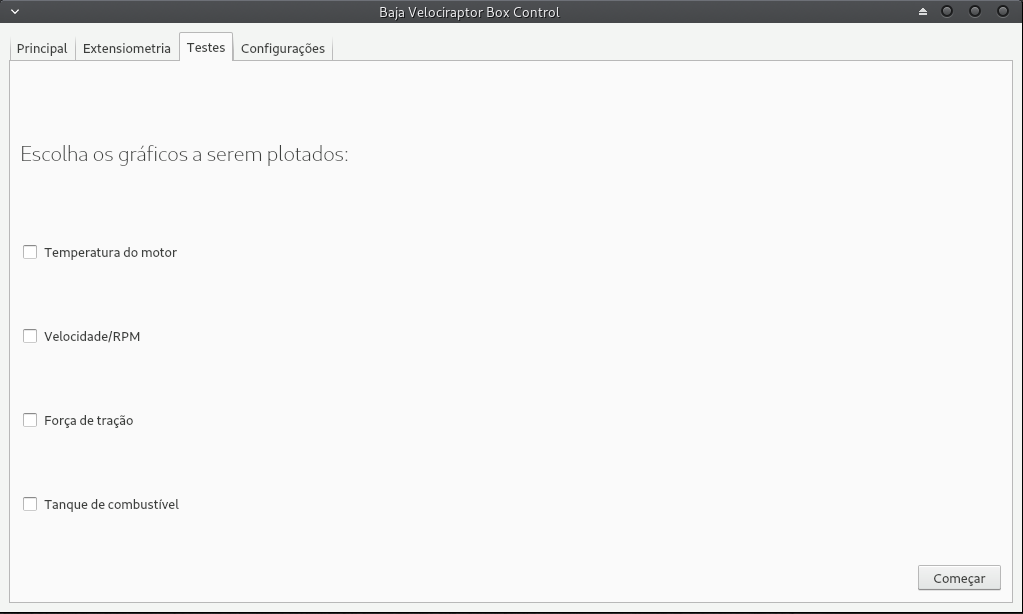 Baja Velociraptor Box Control
Principal Extensiometria Testes Configurações
Escolha os gráficos a serem plotados:
Temperatura do motor
Velocidade/RPM
Força de tração
Tanque de combustível
Começar